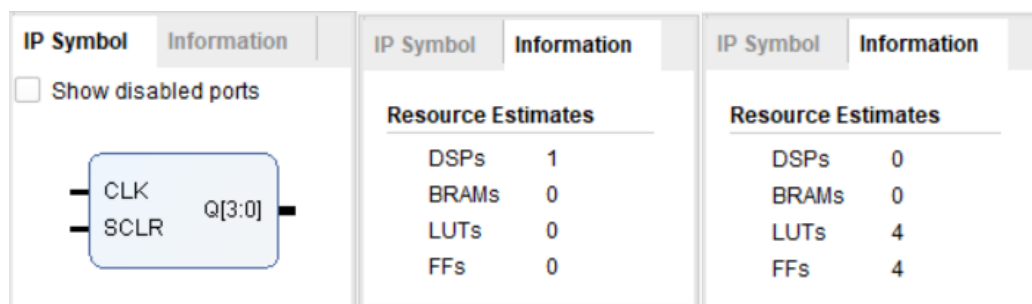 IP Symbol Information
Show disabled ports
CLK
SCLR
Q[3:0]
IP Symbol Information
Resource Estimates
DSPs 1
BRAMs 0
LUTs 0
FFs 0
IP Symbol Information
Resource Estimates
DSPs 0
BRAMs 0
LUTs 4
FFs 4